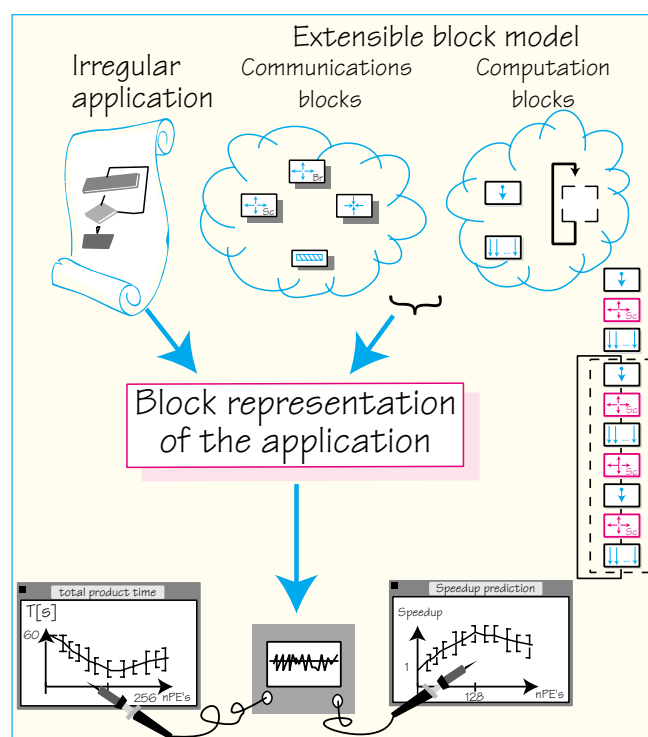 Extensible block model
Irregular
application
Communications
blocks
Computation
blocks
Br
Sc
...
...
Sc
...
Sc
...
Sc
Sc
...
Block representation
of the application
total product time
T[s]
60
256 nPE's
Speedup prediction
Speedup
1
128
nPE's